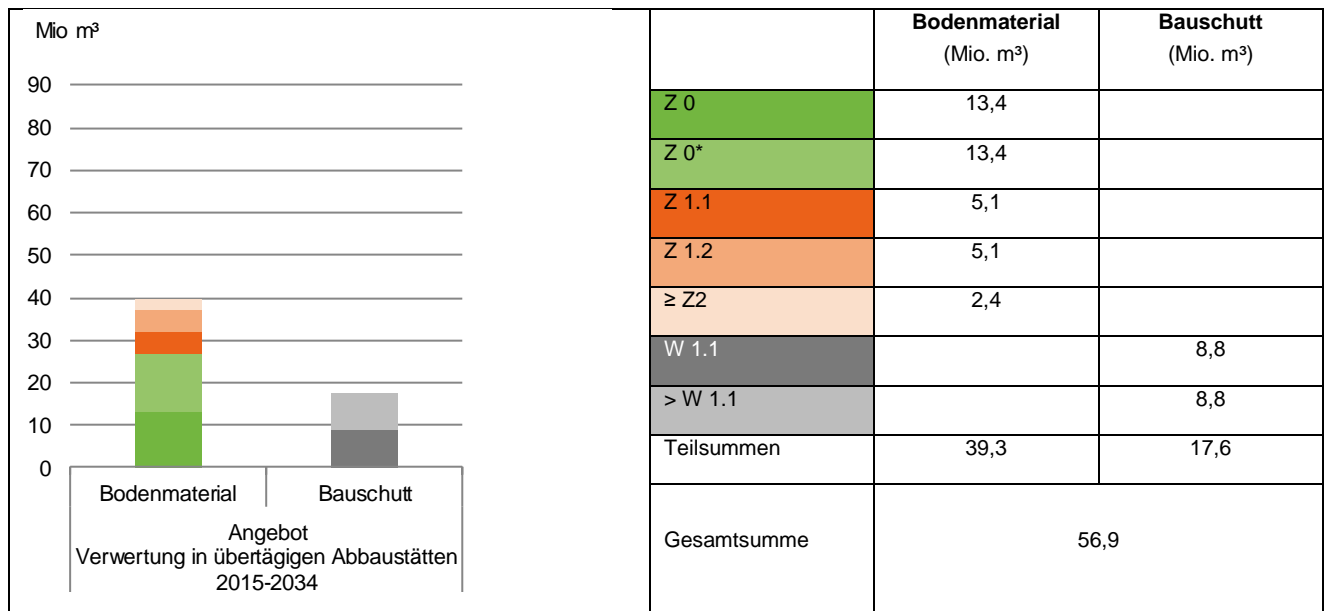 Mio m³
90
80
70
60
50
40
30
20
10
0
Bodenmaterial Bauschutt
Angebot
Verwertung in übertägigen Abbaustätten
2015-2034
Bodenmaterial Bauschutt
(Mio. m³) (Mio. m³)
Z 0 13,4
Z 0* 13,4
Z 1.1 5,1
Z 1.2 5,1
≥ Z2 2,4
W 1.1 8,8
> W 1.1 8,8
Teilsummen 39,3 17,6
Gesamtsumme 56,9